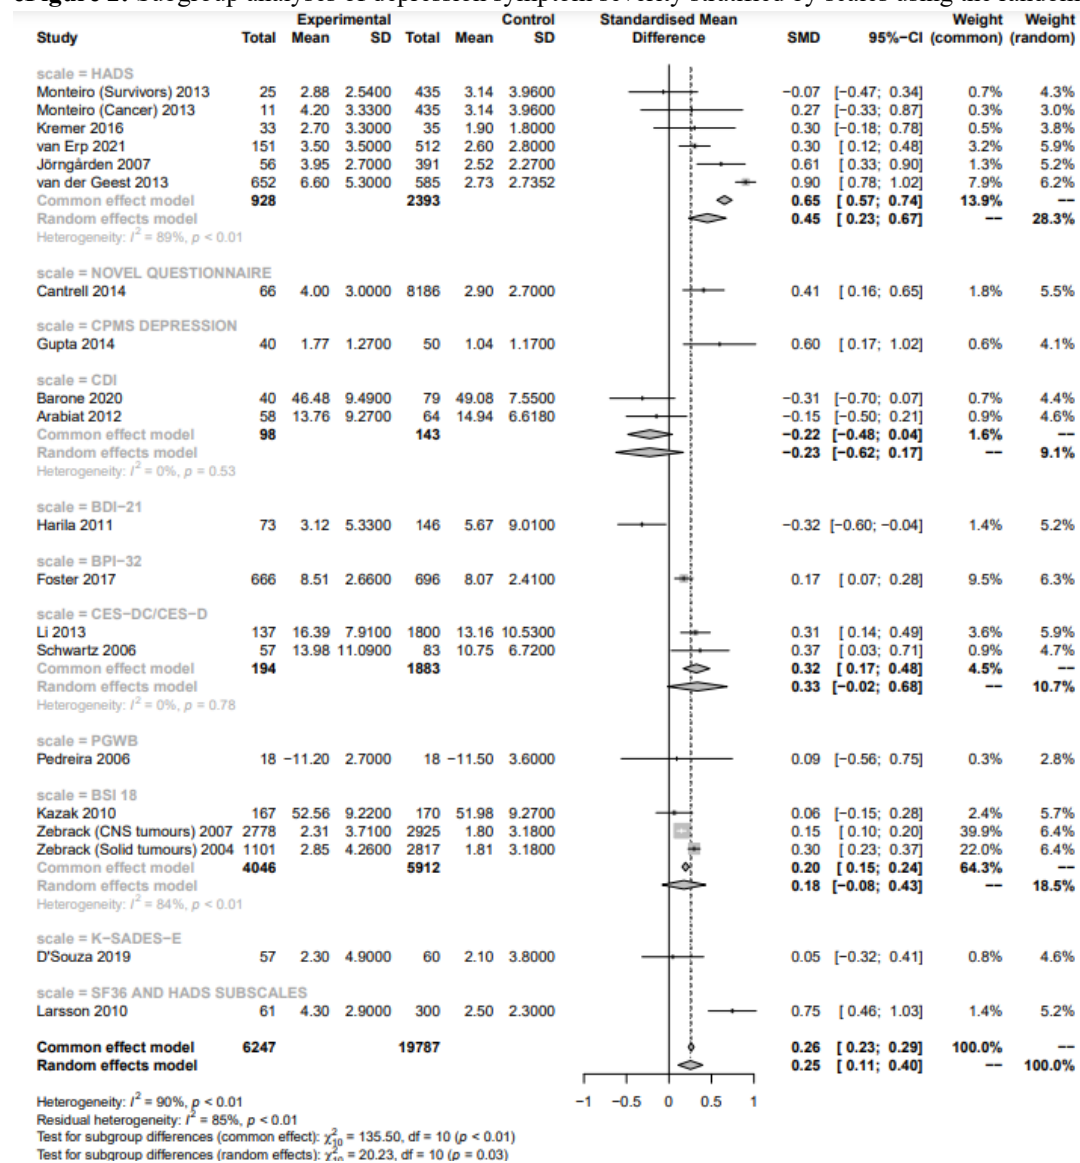 eFigure 2: Subgroup analyses of depression symptom severity stratified by scales using the random
Experimental Control Standardised Mean Weight Weight
Study Total Mean SD Total Mean SD Difference SMD 95%−CI (common) (random)
scale = HADS
Monteiro (Survivors) 2013 25 2.88 2.5400 435 3.14 3.9600 −0.07 [−0.47; 0.34] 0.7% 4.3%
Monteiro (Cancer) 2013 11 4.20 3.3300 435 3.14 3.9600 0.27 [−0.33; 0.87] 0.3% 3.0%
Kremer 2016 33 2.70 3.3000 35 1.90 1.8000 0.30 [−0.18; 0.78] 0.5% 3.8%
van Erp 2021 151 3.50 3.5000 512 2.60 2.8000 0.30 [ 0.12; 0.48] 3.2% 5.9%
Jörngården 2007 56 3.95 2.7000 391 2.52 2.2700 0.61 [ 0.33; 0.90] 1.3% 5.2%
van der Geest 2013 652 6.60 5.3000 585 2.73 2.7352 0.90 [ 0.78; 1.02] 7.9% 6.2%
Common effect model 928 2393 0.65 [ 0.57; 0.74] 13.9% −−
Random effects model 0.45 [ 0.23; 0.67] −− 28.3%
Heterogeneity: I² = 89%, p < 0.01
scale = NOVEL QUESTIONNAIRE
Cantrell 2014 66 4.00 3.0000 8186 2.90 2.7000 0.41 [ 0.16; 0.65] 1.8% 5.5%
scale = CPMS DEPRESSION
Gupta 2014 40 1.77 1.2700 50 1.04 1.1700 0.60 [ 0.17; 1.02] 0.6% 4.1%
scale = CDI
Barone 2020 40 46.48 9.4900 79 49.08 7.5500 −0.31 [−0.70; 0.07] 0.7% 4.4%
Arabiat 2012 58 13.76 9.2700 64 14.94 6.6180 −0.15 [−0.50; 0.21] 0.9% 4.6%
Common effect model 98 143 −0.22 [−0.48; 0.04] 1.6% −−
Random effects model −0.23 [−0.62; 0.17] −− 9.1%
Heterogeneity: I² = 0%, p = 0.53
scale = BDI−21
Harila 2011 73 3.12 5.3300 146 5.67 9.0100 −0.32 [−0.60; −0.04] 1.4% 5.2%
scale = BPI−32
Foster 2017 666 8.51 2.6600 696 8.07 2.4100 0.17 [ 0.07; 0.28] 9.5% 6.3%
scale = CES−DC/CES−D
Li 2013 137 16.39 7.9100 1800 13.16 10.5300 0.31 [ 0.14; 0.49] 3.6% 5.9%
Schwartz 2006 57 13.98 11.0900 83 10.75 6.7200 0.37 [ 0.03; 0.71] 0.9% 4.7%
Common effect model 194 1883 0.32 [ 0.17; 0.48] 4.5% −−
Random effects model 0.33 [−0.02; 0.68] −− 10.7%
Heterogeneity: I² = 0%, p = 0.78
scale = PGWB
Pedreira 2006 18 −11.20 2.7000 18 −11.50 3.6000 0.09 [−0.56; 0.75] 0.3% 2.8%
scale = BSI 18
Kazak 2010 167 52.56 9.2200 170 51.98 9.2700 0.06 [−0.15; 0.28] 2.4% 5.7%
Zebrack (CNS tumours) 2007 2778 2.31 3.7100 2925 1.80 3.1800 0.15 [ 0.10; 0.20] 39.9% 6.4%
Zebrack (Solid tumours) 2004 1101 2.85 4.2600 2817 1.81 3.1800 0.30 [ 0.23; 0.37] 22.0% 6.4%
Common effect model 4046 5912 0.20 [ 0.15; 0.24] 64.3% −−
Random effects model 0.18 [−0.08; 0.43] −− 18.5%
Heterogeneity: I² = 84%, p < 0.01
scale = K−SADES−E
D'Souza 2019 57 2.30 4.9000 60 2.10 3.8000 0.05 [−0.32; 0.41] 0.8% 4.6%
scale = SF36 AND HADS SUBSCALES
Larsson 2010 61 4.30 2.9000 300 2.50 2.3000 0.75 [ 0.46; 1.03] 1.4% 5.2%
Common effect model 6247 19787 0.26 [ 0.23; 0.29] 100.0% −−
Random effects model 0.25 [ 0.11; 0.40] −− 100.0%
−1 −0.5 0 0.5 1
Heterogeneity: I² = 90%, p < 0.01
Residual heterogeneity: I² = 85%, p < 0.01
Test for subgroup differences (common effect): χ²₁₀ = 135.50, df = 10 (p < 0.01)
Test for subgroup differences (random effects): χ²₁₀ = 20.23, df = 10 (p = 0.03)